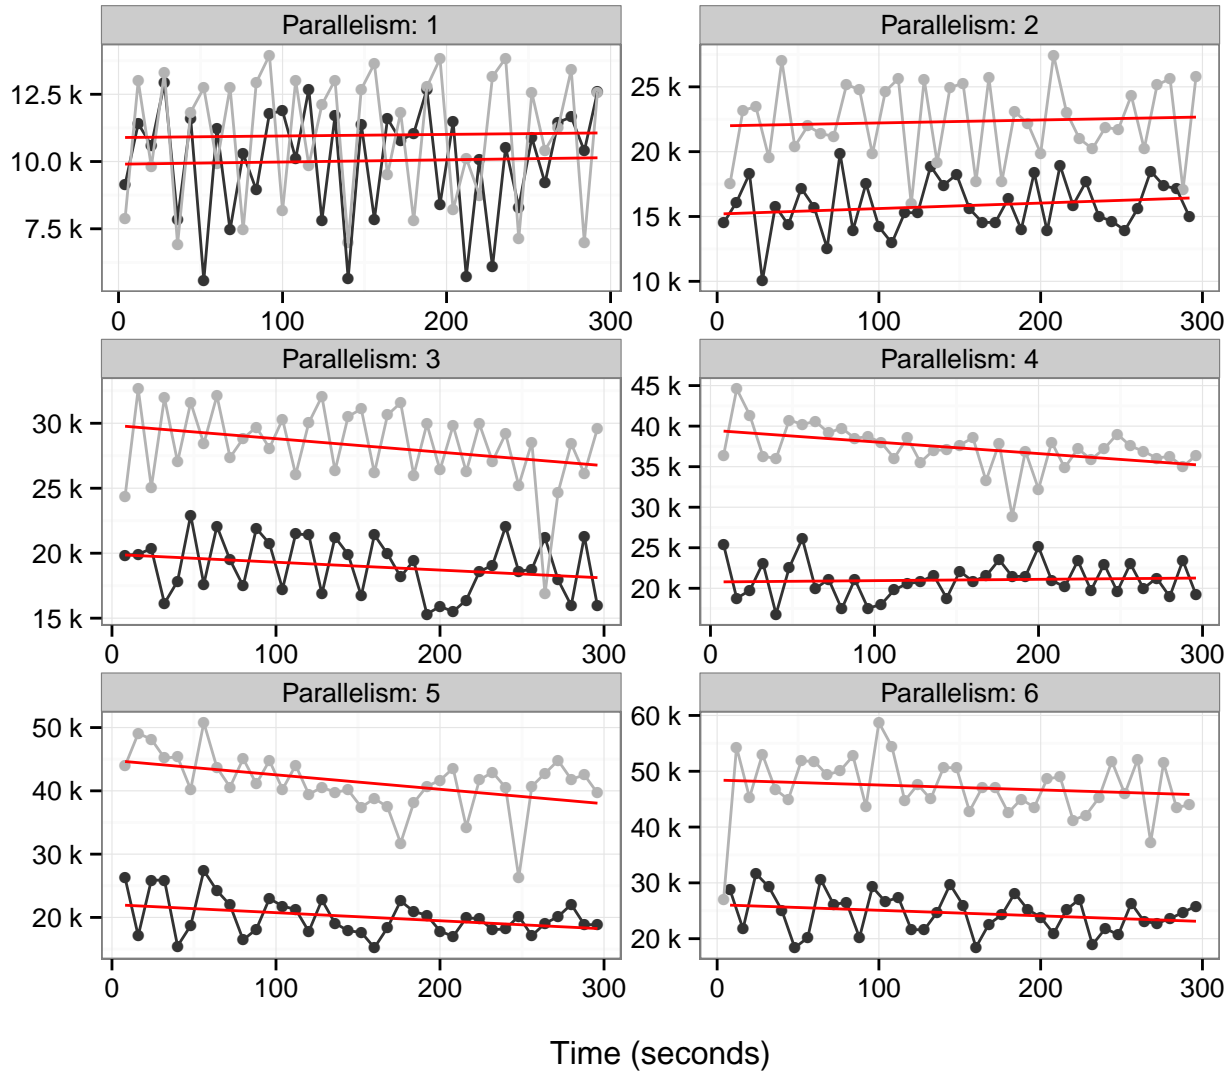 Parallelism: 1
Parallelism: 2
12.5 k
10.0 k
7.5 k
0 100 200 300
25 k
20 k
15 k
10 k
0 100 200 300
Parallelism: 3
Parallelism: 4
30 k
25 k
20 k
15 k
0 100 200 300
45 k
40 k
35 k
30 k
25 k
20 k
0 100 200 300
Parallelism: 5
Parallelism: 6
50 k
40 k
30 k
20 k
0 100 200 300
60 k
50 k
40 k
30 k
20 k
0 100 200 300
Time (seconds)